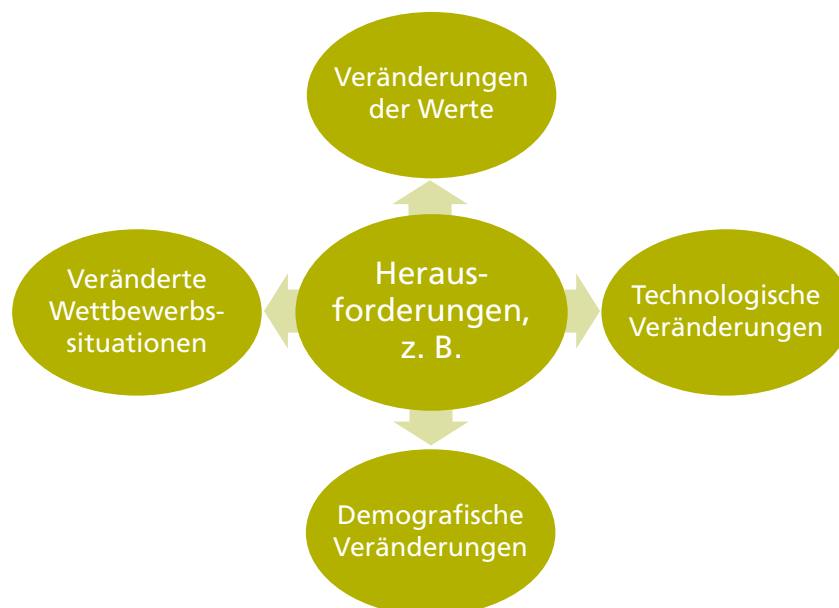 Veränderungen
der Werte
Veränderte
Wettbewerbs-
situationen
Heraus-
forderungen,
z. B.
Technologische
Veränderungen
Demografische
Veränderungen